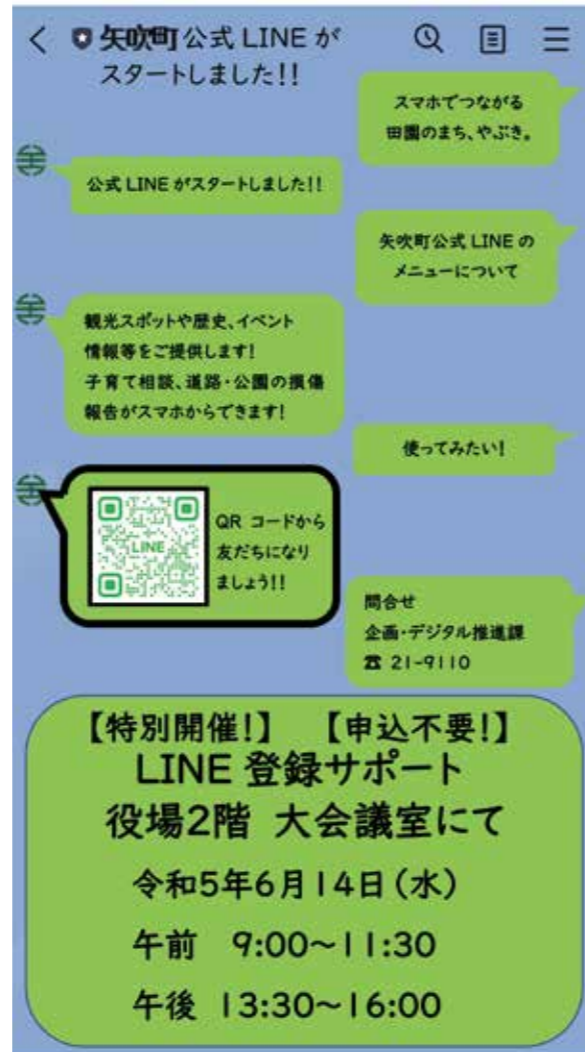 矢吹町公式 LINE が
スタートしました!!
スマホでつながる
田園のまち、やぶき。
公式 LINE がスタートしました!!
矢吹町公式 LINE の
メニューについて
観光スポットや歴史、イベント
情報等をご提供します!
子育て相談、道路・公園の損傷
報告がスマホからできます!
使ってみたい!
LINE
QR コードから
友だちになり
ましょう!!
問合せ
企画・デジタル推進課
☎ 21-9110
【特別開催!】 【申込不要!】
LINE 登録サポート
役場2階 大会議室にて
令和5年6月14日(水)
午前 9:00~11:30
午後 13:30~16:00